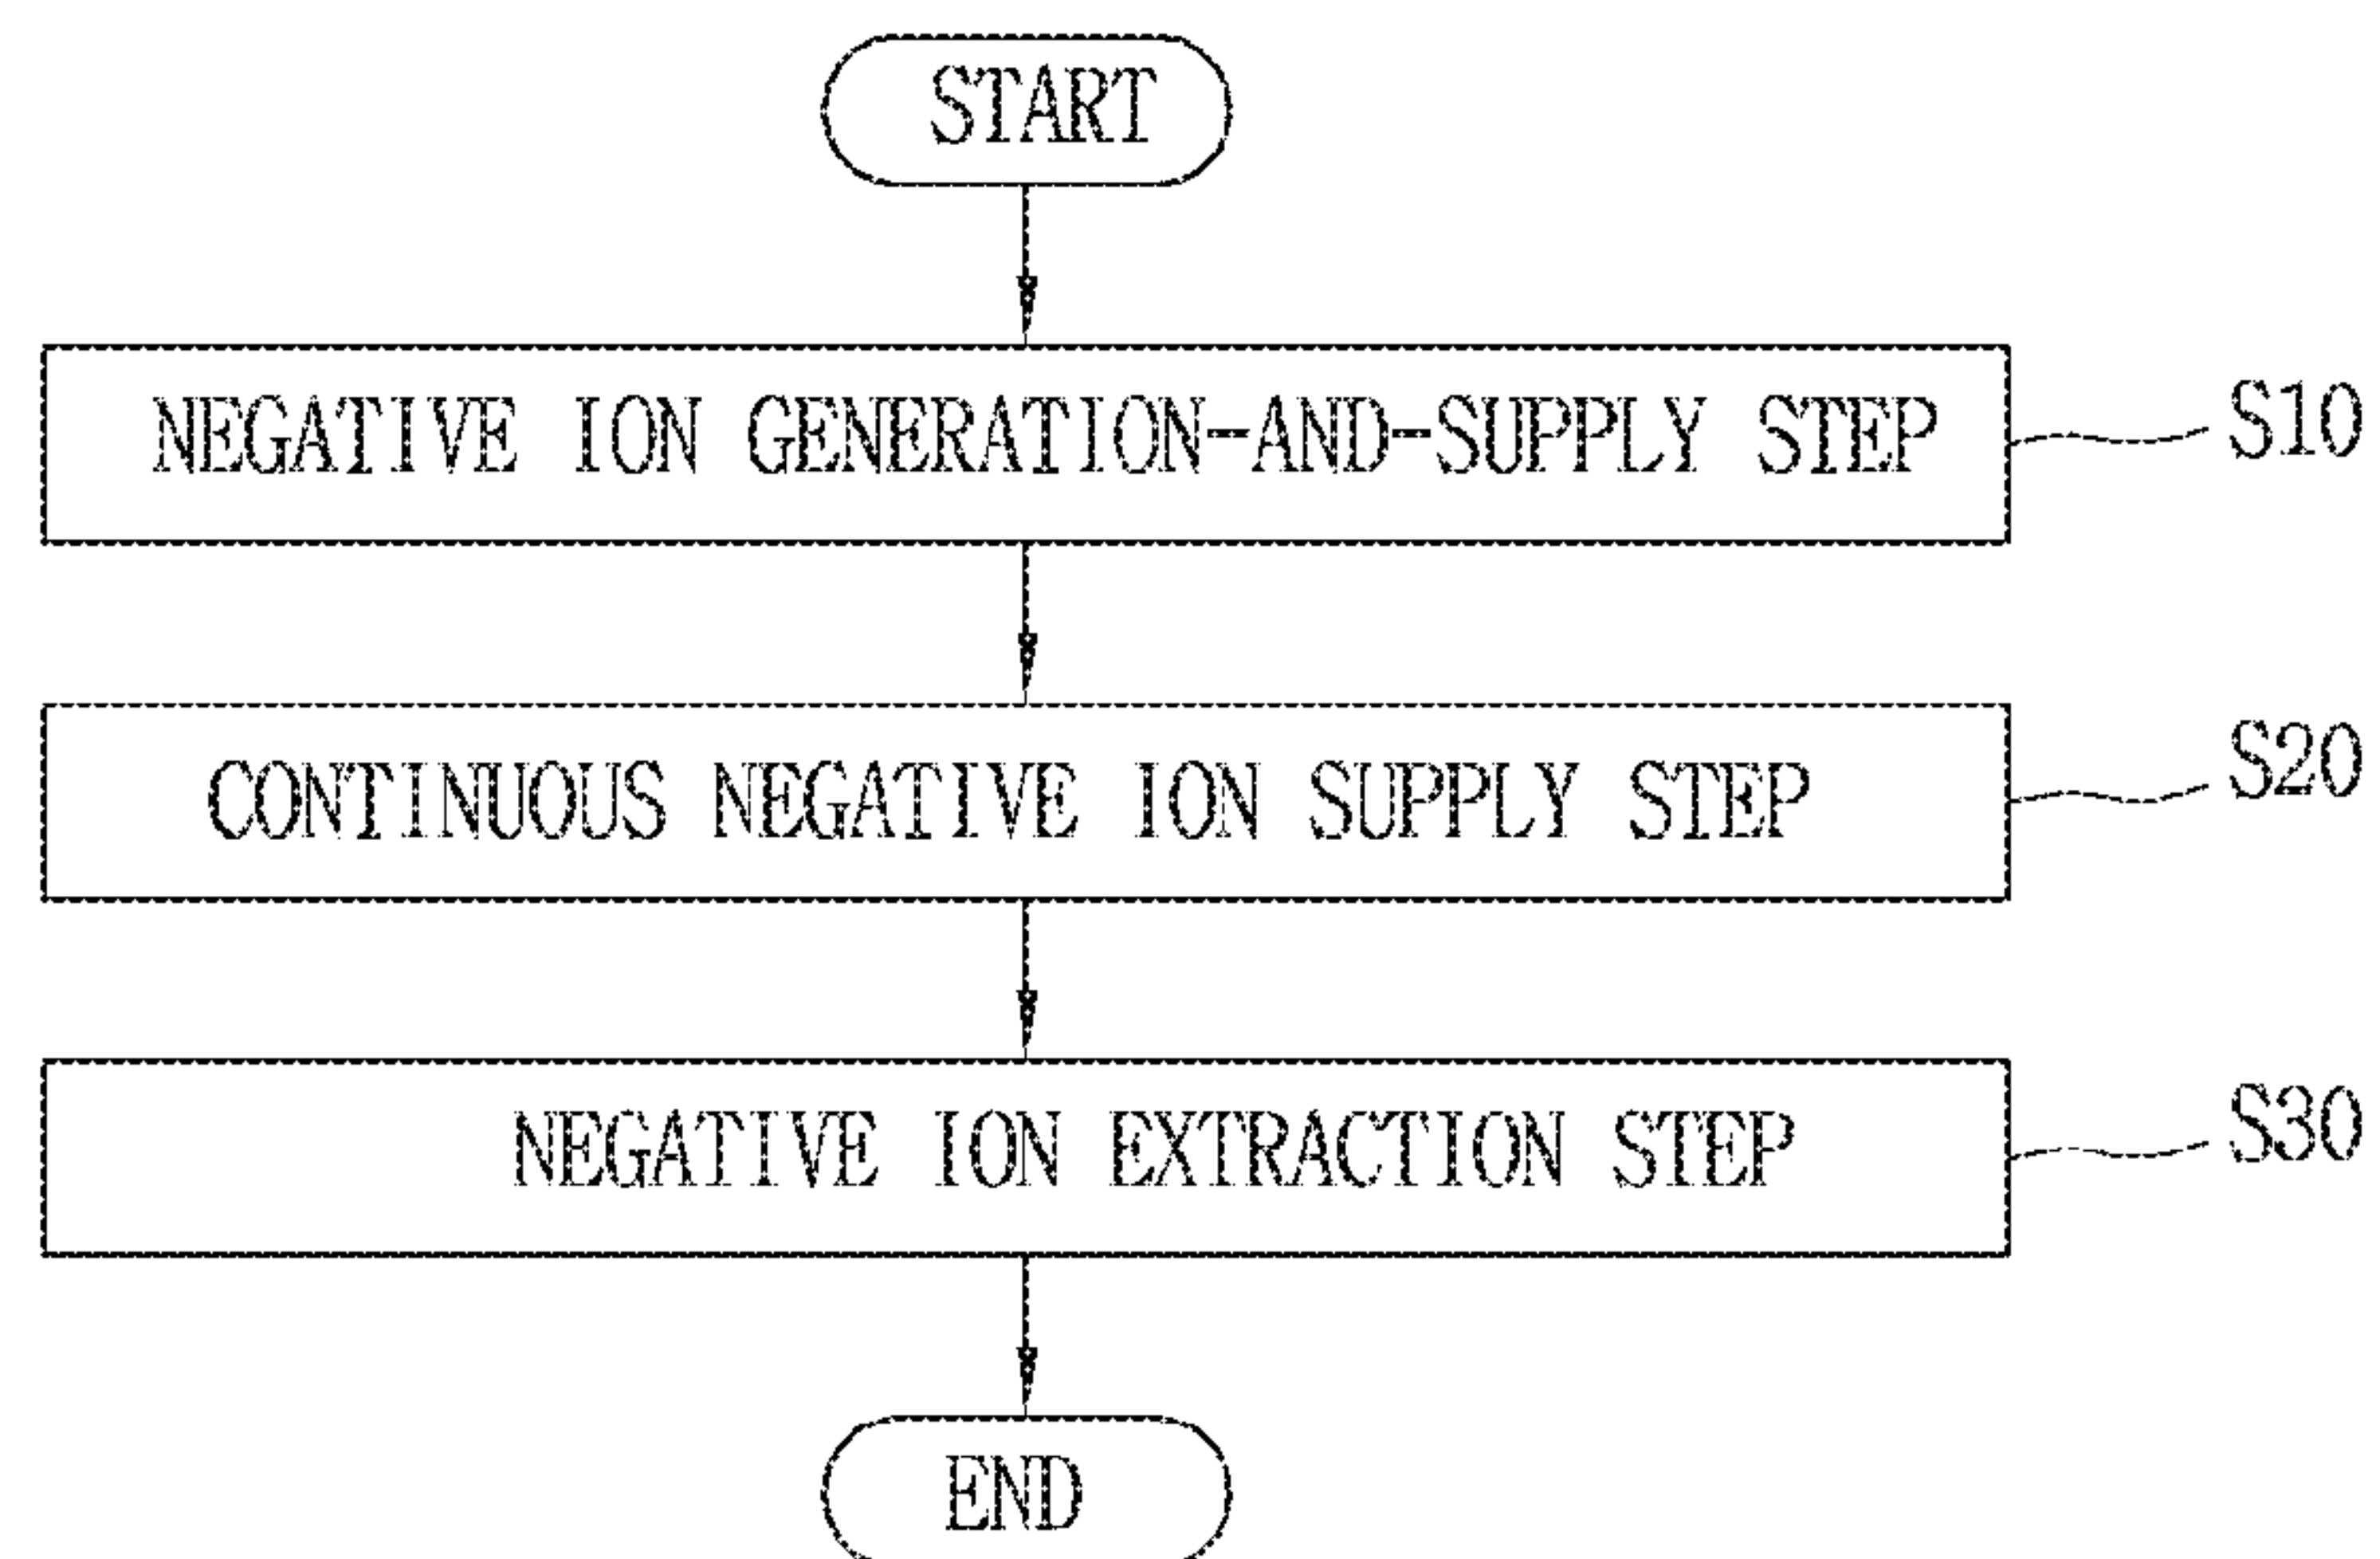 START
NEGATIVE ION GENERATION-AND-SUPPLY STEP
S10
CONTINUOUS NEGATIVE ION SUPPLY STEP
S20
NEGATIVE ION EXTRACTION STEP
S30
END